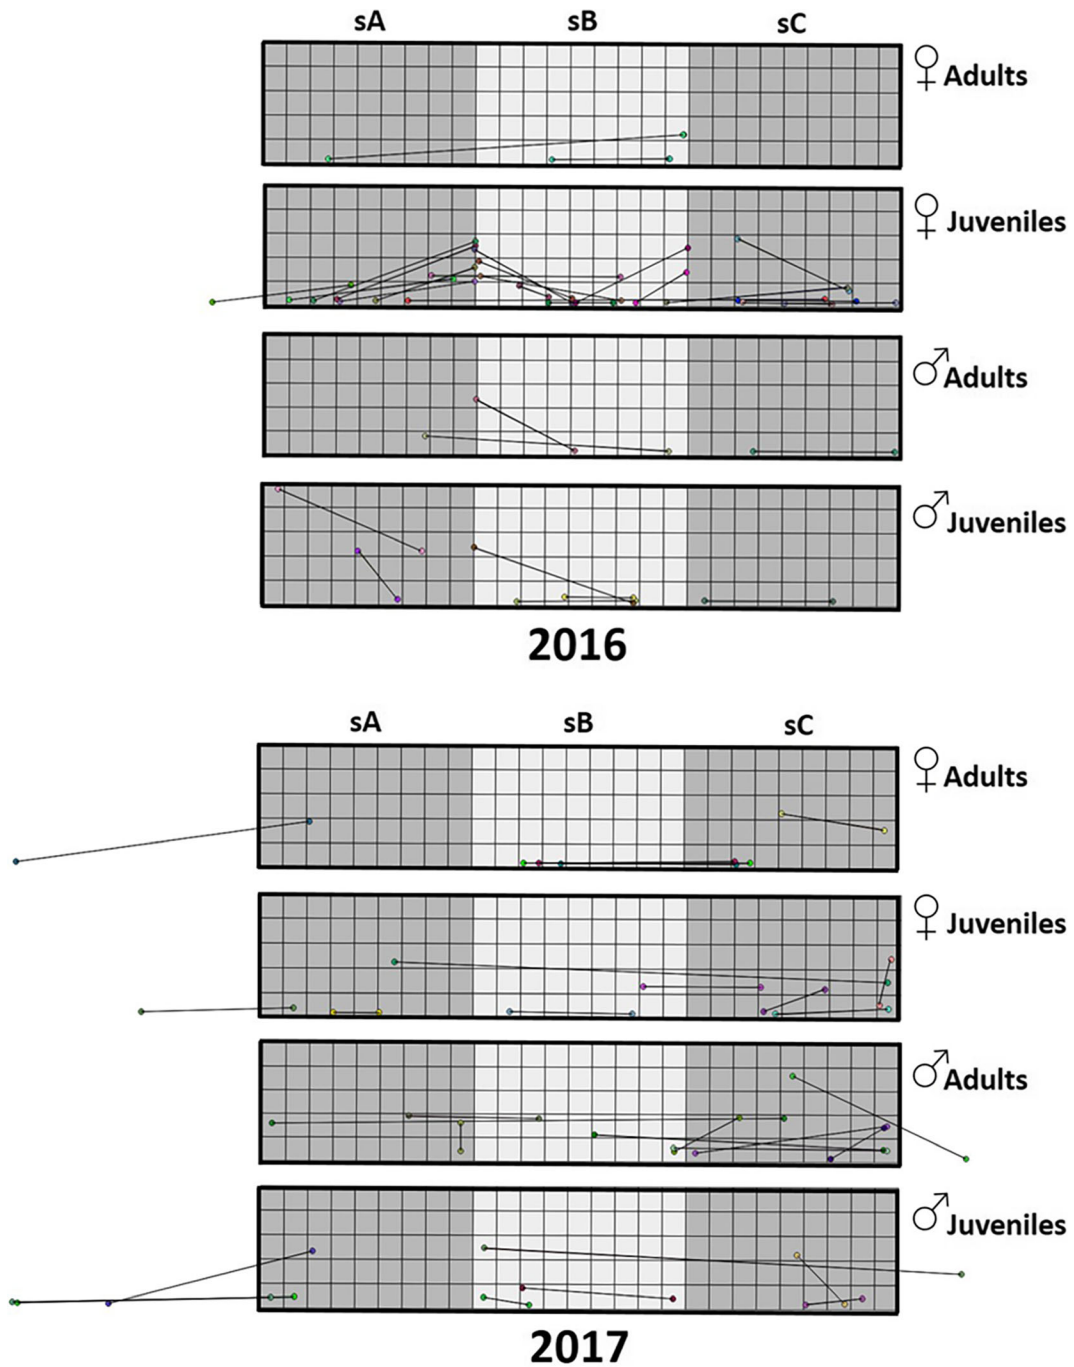 sA sB sC
♀ Adults
♀ Juveniles
♂ Adults
♂ Juveniles
2016
sA sB sC
♀ Adults
♀ Juveniles
♂ Adults
♂ Juveniles
2017